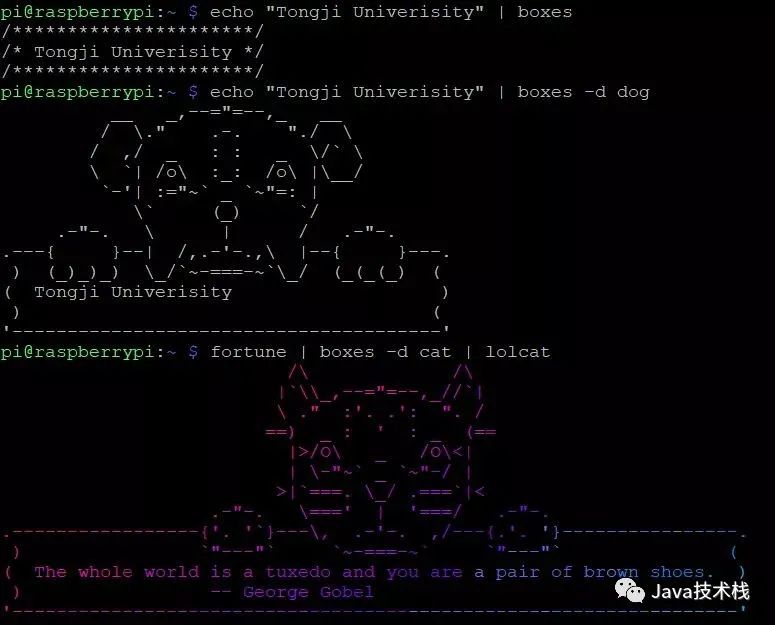 pi@raspberrypi:~ $ echo "Tongji Univerisity" | boxes
/**********************/
/* Tongji Univerisity */
/**********************/
pi@raspberrypi:~ $ echo "Tongji Univerisity" | boxes -d dog
Tongji Univerisity
pi@raspberrypi:~ $ fortune | boxes -d cat | lolcat
The whole world is a tuxedo and you are a pair of brown shoes.
-- George Gobel
Java技术栈